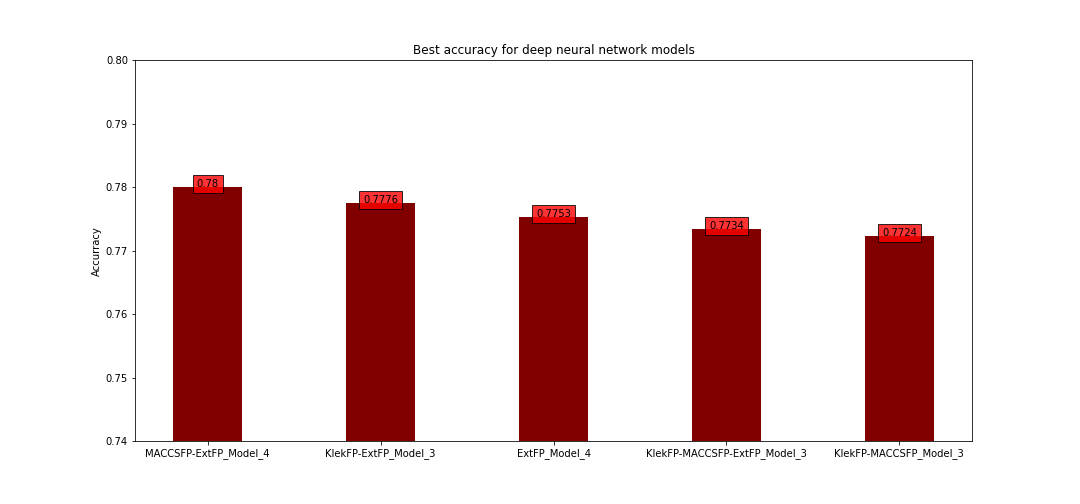 Best accuracy for deep neural network models
0.80
0.79
0.78
0.77
0.76
0.75
0.74
Accurracy
0.78
0.7776
0.7753
0.7734
0.7724
MACCSFP-ExtFP_Model_4
KlekFP-ExtFP_Model_3
ExtFP_Model_4
KlekFP-MACCSFP-ExtFP_Model_3
KlekFP-MACCSFP_Model_3